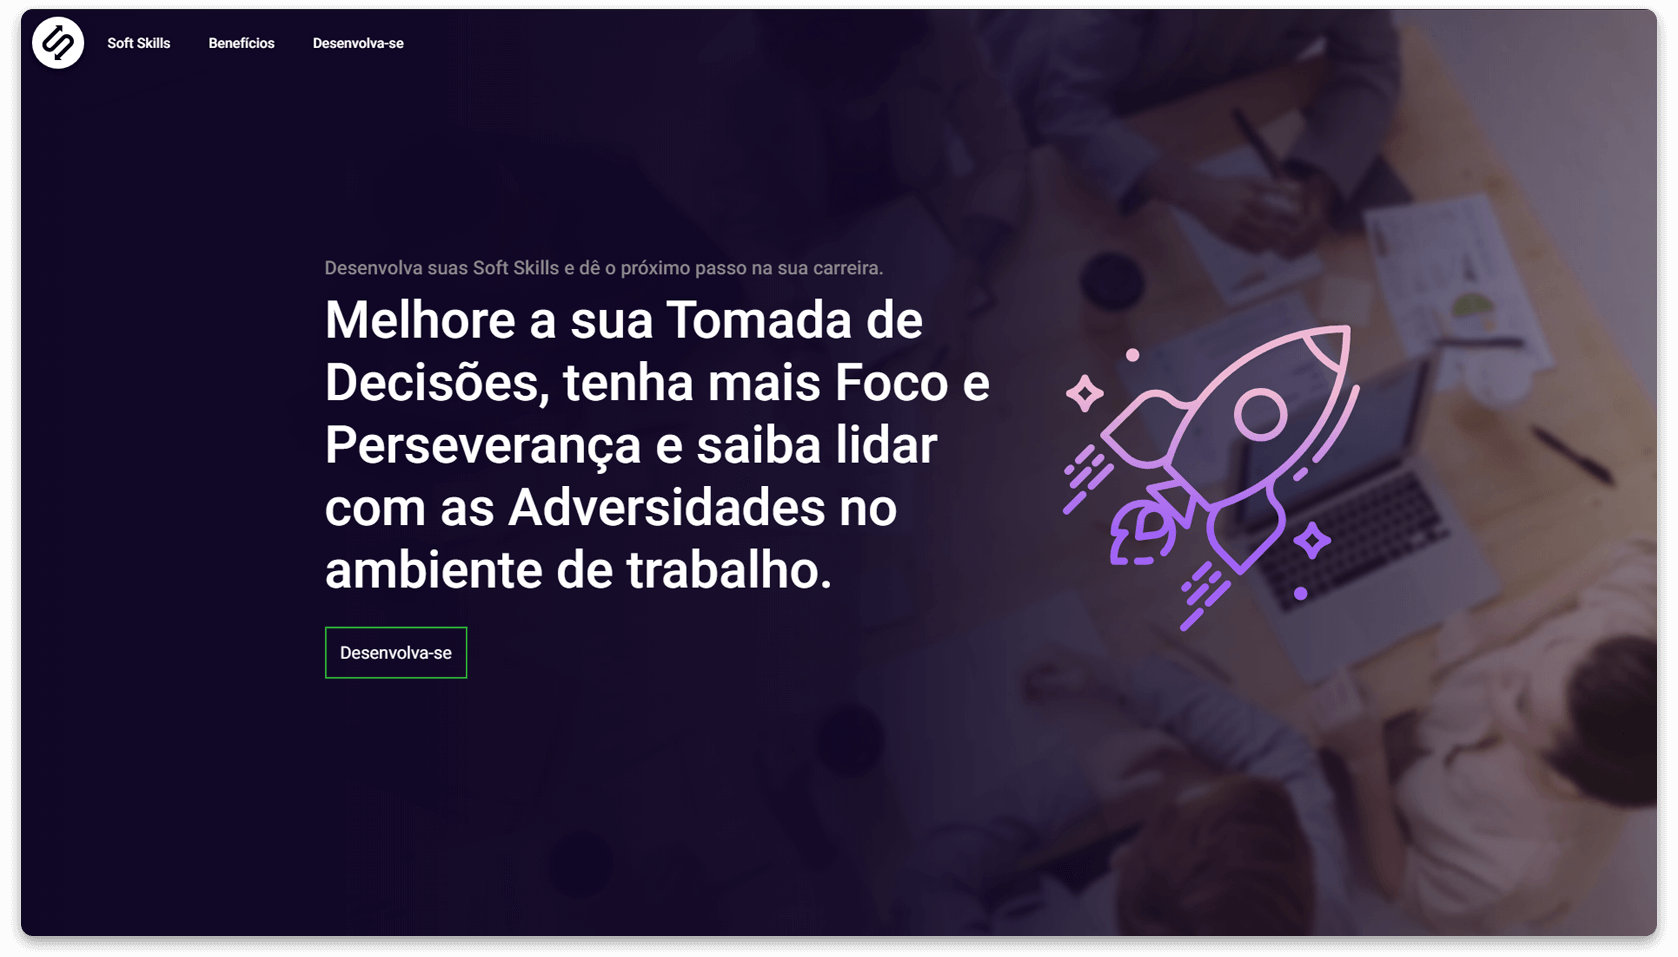 Soft Skills
Benefícios
Desenvolva-se
Desenvolva suas Soft Skills e dê o próximo passo na sua carreira.
Melhore a sua Tomada de
Decisões, tenha mais Foco e
Perseverança e saiba lidar
com as Adversidades no
ambiente de trabalho.
Desenvolva-se